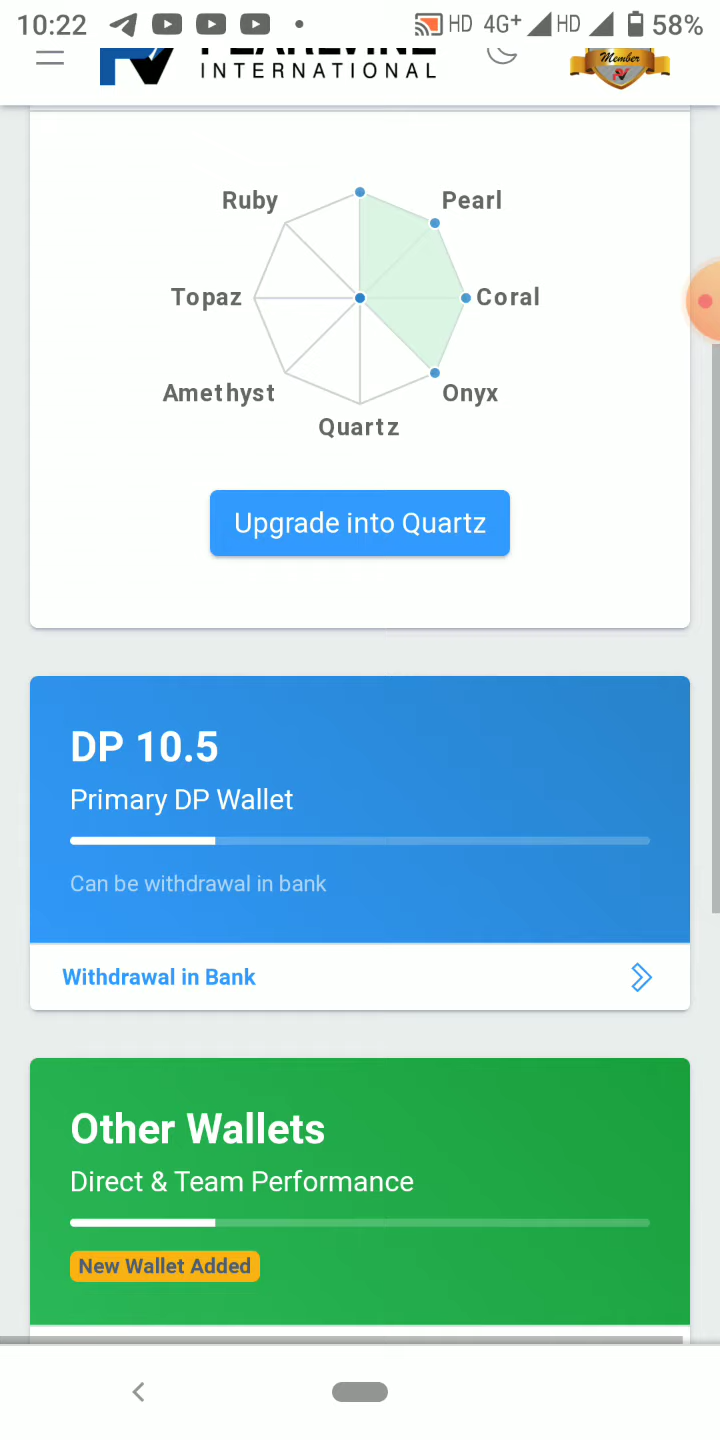 10:22 HD 4G+ HD 58%
INTERNATIONAL
Member
Ruby
Pearl
Topaz
Coral
Amethyst
Onyx
Quartz
Upgrade into Quartz
DP 10.5
Primary DP Wallet
Can be withdrawal in bank
Withdrawal in Bank
Other Wallets
Direct & Team Performance
New Wallet Added